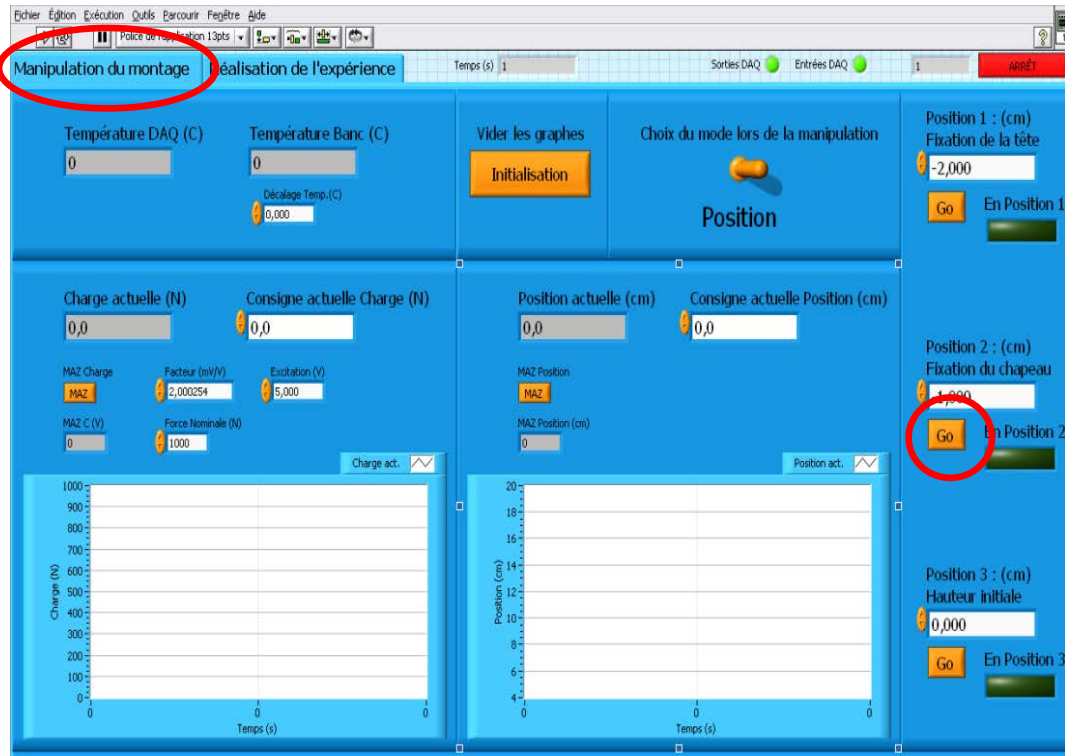 Fichier Édition Exécution Outils Parcourir Fenêtre Aide
Police de l'application 13pts
Manipulation du montage Réalisation de l'expérience Temps (s) 1 Sorties DAQ Entrées DAQ 1 ARRÊT
Température DAQ (C) Température Banc (C)
0 0
Décalage Temp.(C)
0,000
Vider les graphes
Initialisation
Choix du mode lors de la manipulation
Position
Position 1 : (cm)
Fixation de la tête
-2,000
Go En Position 1
Charge actuelle (N) Consigne actuelle Charge (N)
0,0 0,0
MAZ Charge Facteur (mV/V) Excitation (V)
MAZ 2,000254 5,000
MAZ C (V) Force Nominale (N)
0 1000
Charge act.
1000
900
800
700
600
500
400
300
200
100
0
Charge (N)
0 0 0
Temps (s)
Position actuelle (cm) Consigne actuelle Position (cm)
0,0 0,0
MAZ Position
MAZ
MAZ Position (cm)
0
Position act.
20
18
16
14
12
10
8
6
4
Position (cm)
0 0 0
Temps (s)
Position 2 : (cm)
Fixation du chapeau
-1,000
Go En Position 2
Position 3 : (cm)
Hauteur initiale
0,000
Go En Position 3